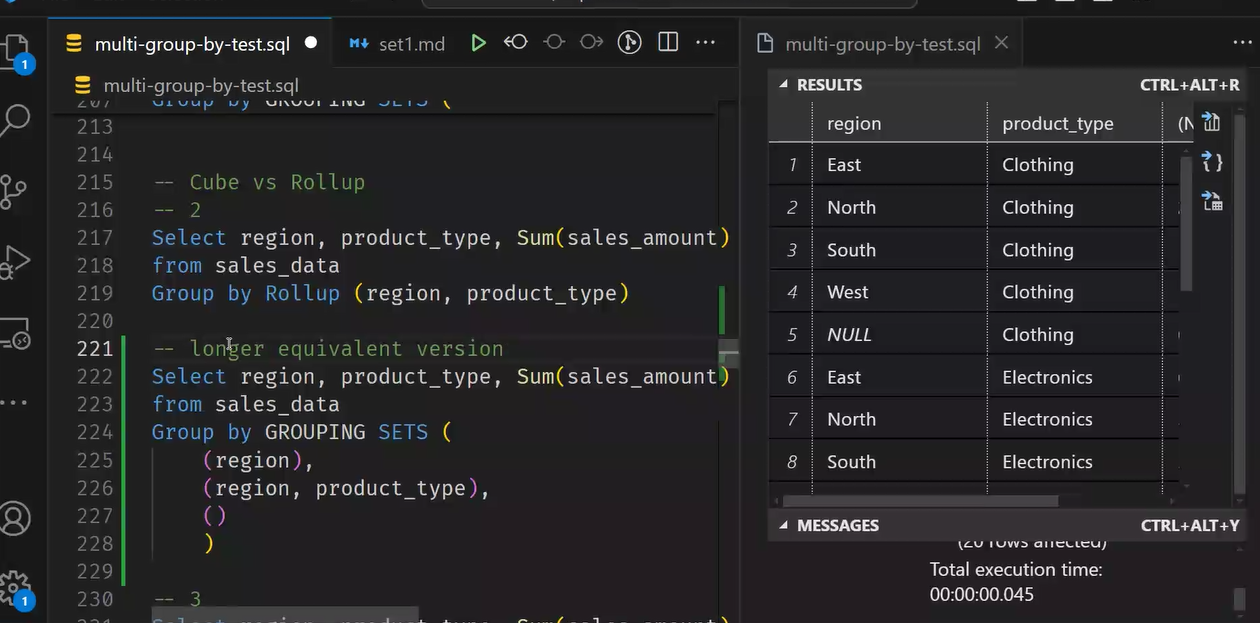 multi-group-by-test.sql
set1.md
multi-group-by-test.sql
multi-group-by-test.sql
207 Group by GROUPING SETS (
213
214
215 -- Cube vs Rollup
216 -- 2
217 Select region, product_type, Sum(sales_amount)
218 from sales_data
219 Group by Rollup (region, product_type)
220
221 -- longer equivalent version
222 Select region, product_type, Sum(sales_amount)
223 from sales_data
224 Group by GROUPING SETS (
225 (region),
226 (region, product_type),
227 ()
228 )
229
230 -- 3
231 Select region, product_type, Sum(sales_amount)
1
1
RESULTS CTRL+ALT+R
region product_type (N
1 East Clothing
2 North Clothing
3 South Clothing
4 West Clothing
5 NULL Clothing
6 East Electronics
7 North Electronics
8 South Electronics
MESSAGES CTRL+ALT+Y
(20 rows affected)
Total execution time:
00:00:00.045